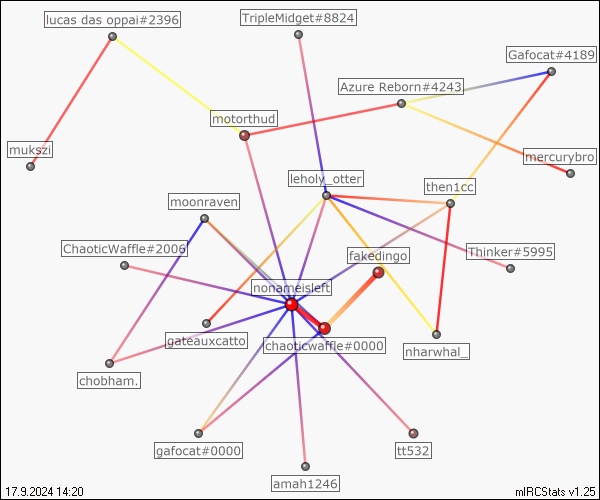 lucas das oppai#2396
TripleMidget#8824
Gafocat#4189
Azure Reborn#4243
motorthud
mukszi
mercurybro
leholy_otter
then1cc
moonraven
ChaoticWaffle#2006
fakedingo
Thinker#5995
nonameisleft
gateauxcatto
chaoticwaffle#0000
nharwhal_
chobham.
gafocat#0000
tt532
amah1246
17.9.2024 14:20
mIRCStats v1.25